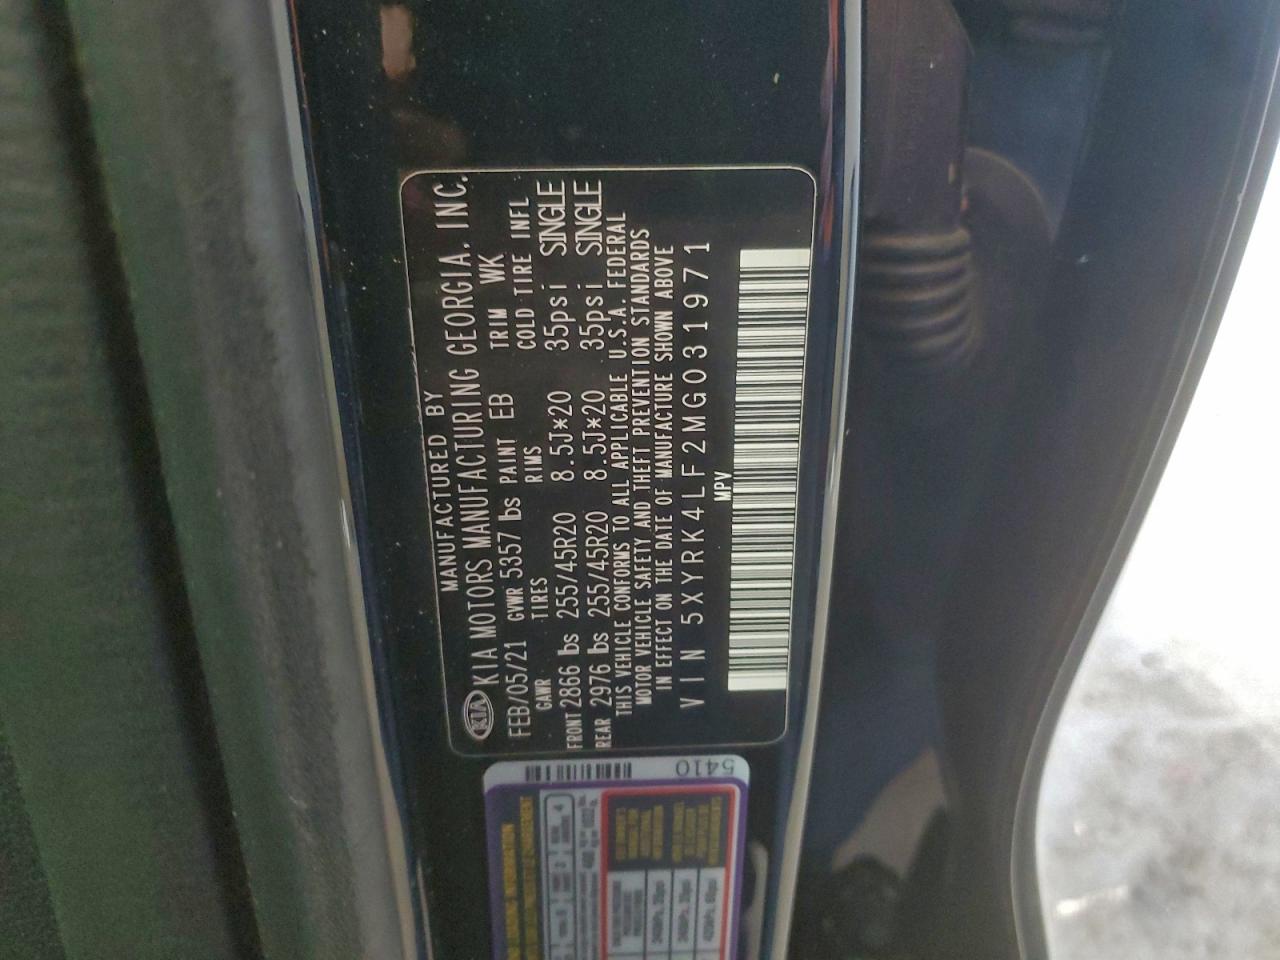 MANUFACTURED BY
KIA KIA MOTORS MANUFACTURING GEORGIA, INC.
FEB/05/21 GVWR 5357 lbs PAINT EB TRIM WK
GAWR TIRES RIMS COLD TIRE INFL
FRONT 2866 lbs 255/45R20 8.5J*20 35psi SINGLE
REAR 2976 lbs 255/45R20 8.5J*20 35psi SINGLE
THIS VEHICLE CONFORMS TO ALL APPLICABLE U.S.A. FEDERAL
MOTOR VEHICLE SAFETY AND THEFT PREVENTION STANDARDS
IN EFFECT ON THE DATE OF MANUFACTURE SHOWN ABOVE
VIN 5XYRK4LF2MG031971
MPV
5410